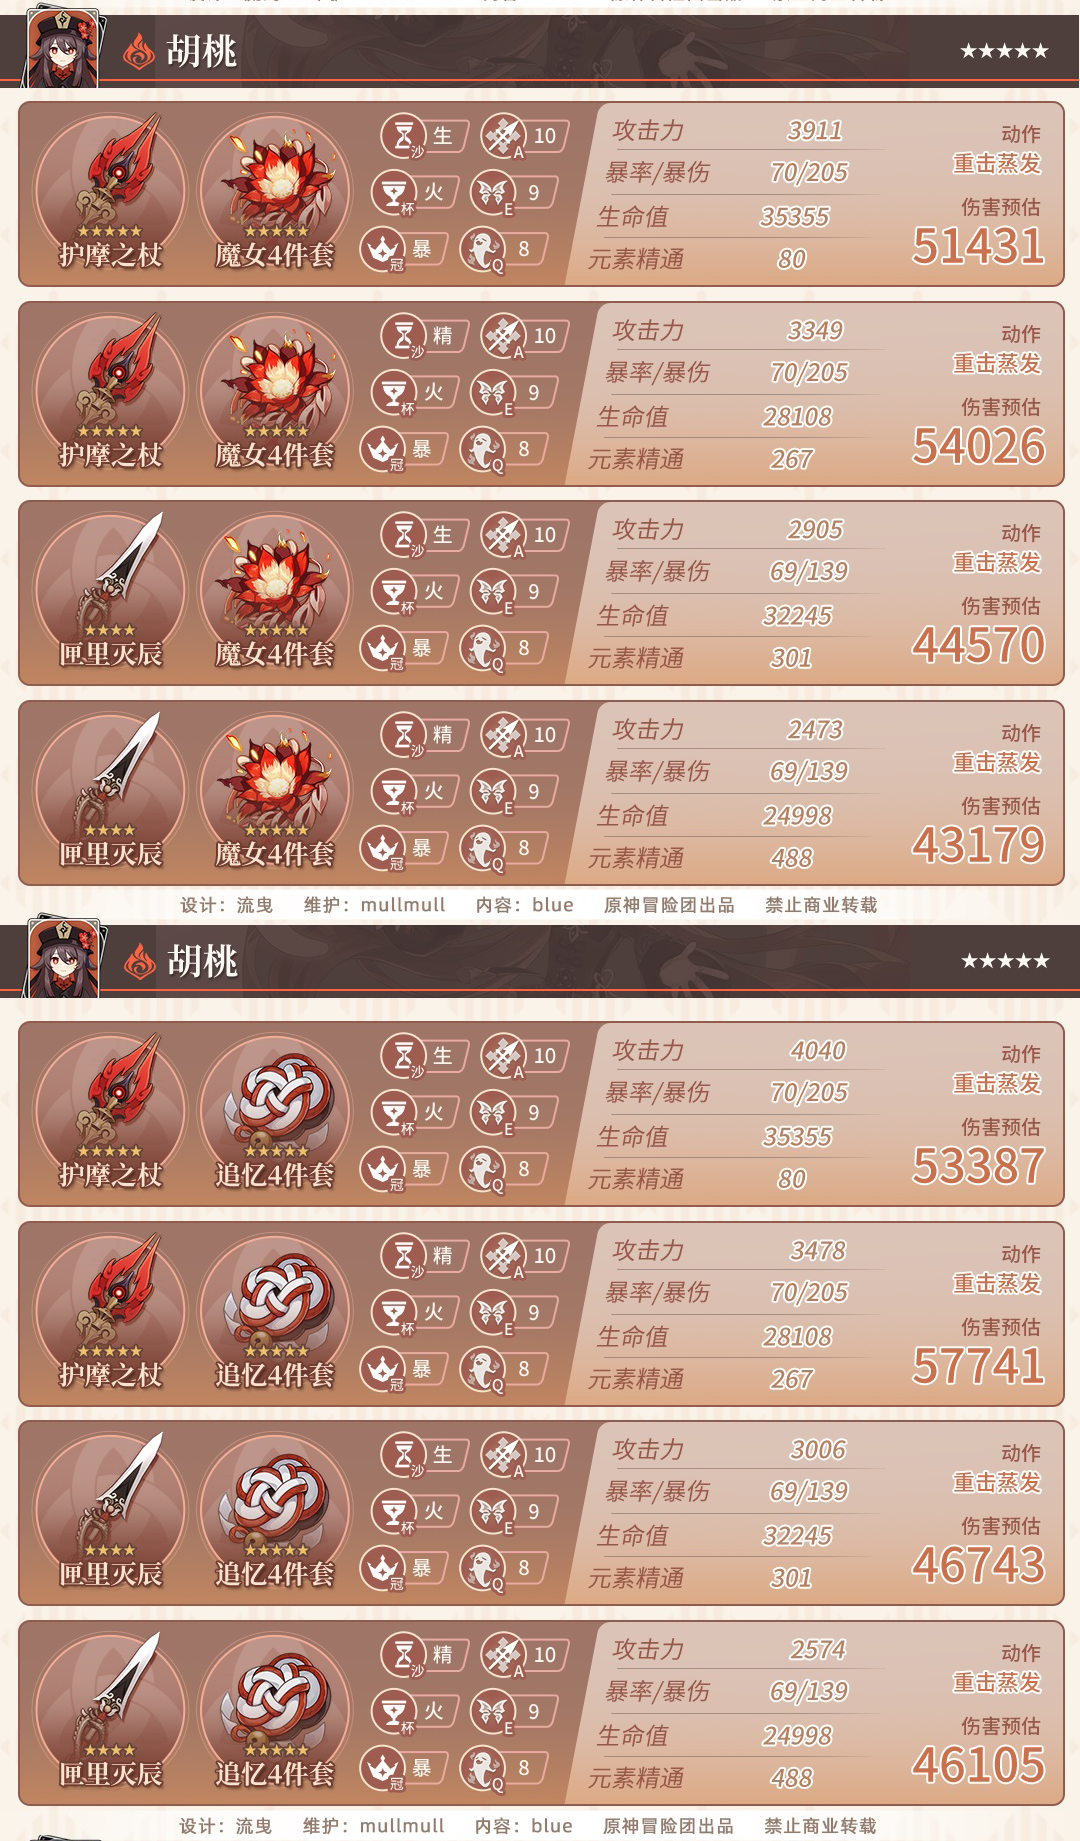 胡桃
★★★★★
护摩之杖 魔女4件套
沙 生 A 10
杯 火 E 9
冠 暴 Q 8
攻击力 3911
暴率/暴伤 70/205
生命值 35355
元素精通 80
动作
重击蒸发
伤害预估
51431
护摩之杖 魔女4件套
沙 精 A 10
杯 火 E 9
冠 暴 Q 8
攻击力 3349
暴率/暴伤 70/205
生命值 28108
元素精通 267
动作
重击蒸发
伤害预估
54026
匣里灭辰 魔女4件套
沙 生 A 10
杯 火 E 9
冠 暴 Q 8
攻击力 2905
暴率/暴伤 69/139
生命值 32245
元素精通 301
动作
重击蒸发
伤害预估
44570
匣里灭辰 魔女4件套
沙 精 A 10
杯 火 E 9
冠 暴 Q 8
攻击力 2473
暴率/暴伤 69/139
生命值 24998
元素精通 488
动作
重击蒸发
伤害预估
43179
设计：流曳 维护：mullmull 内容：blue 原神冒险团出品 禁止商业转载
胡桃
★★★★★
护摩之杖 追忆4件套
沙 生 A 10
杯 火 E 9
冠 暴 Q 8
攻击力 4040
暴率/暴伤 70/205
生命值 35355
元素精通 80
动作
重击蒸发
伤害预估
53387
护摩之杖 追忆4件套
沙 精 A 10
杯 火 E 9
冠 暴 Q 8
攻击力 3478
暴率/暴伤 70/205
生命值 28108
元素精通 267
动作
重击蒸发
伤害预估
57741
匣里灭辰 追忆4件套
沙 生 A 10
杯 火 E 9
冠 暴 Q 8
攻击力 3006
暴率/暴伤 69/139
生命值 32245
元素精通 301
动作
重击蒸发
伤害预估
46743
匣里灭辰 追忆4件套
沙 精 A 10
杯 火 E 9
冠 暴 Q 8
攻击力 2574
暴率/暴伤 69/139
生命值 24998
元素精通 488
动作
重击蒸发
伤害预估
46105
设计：流曳 维护：mullmull 内容：blue 原神冒险团出品 禁止商业转载